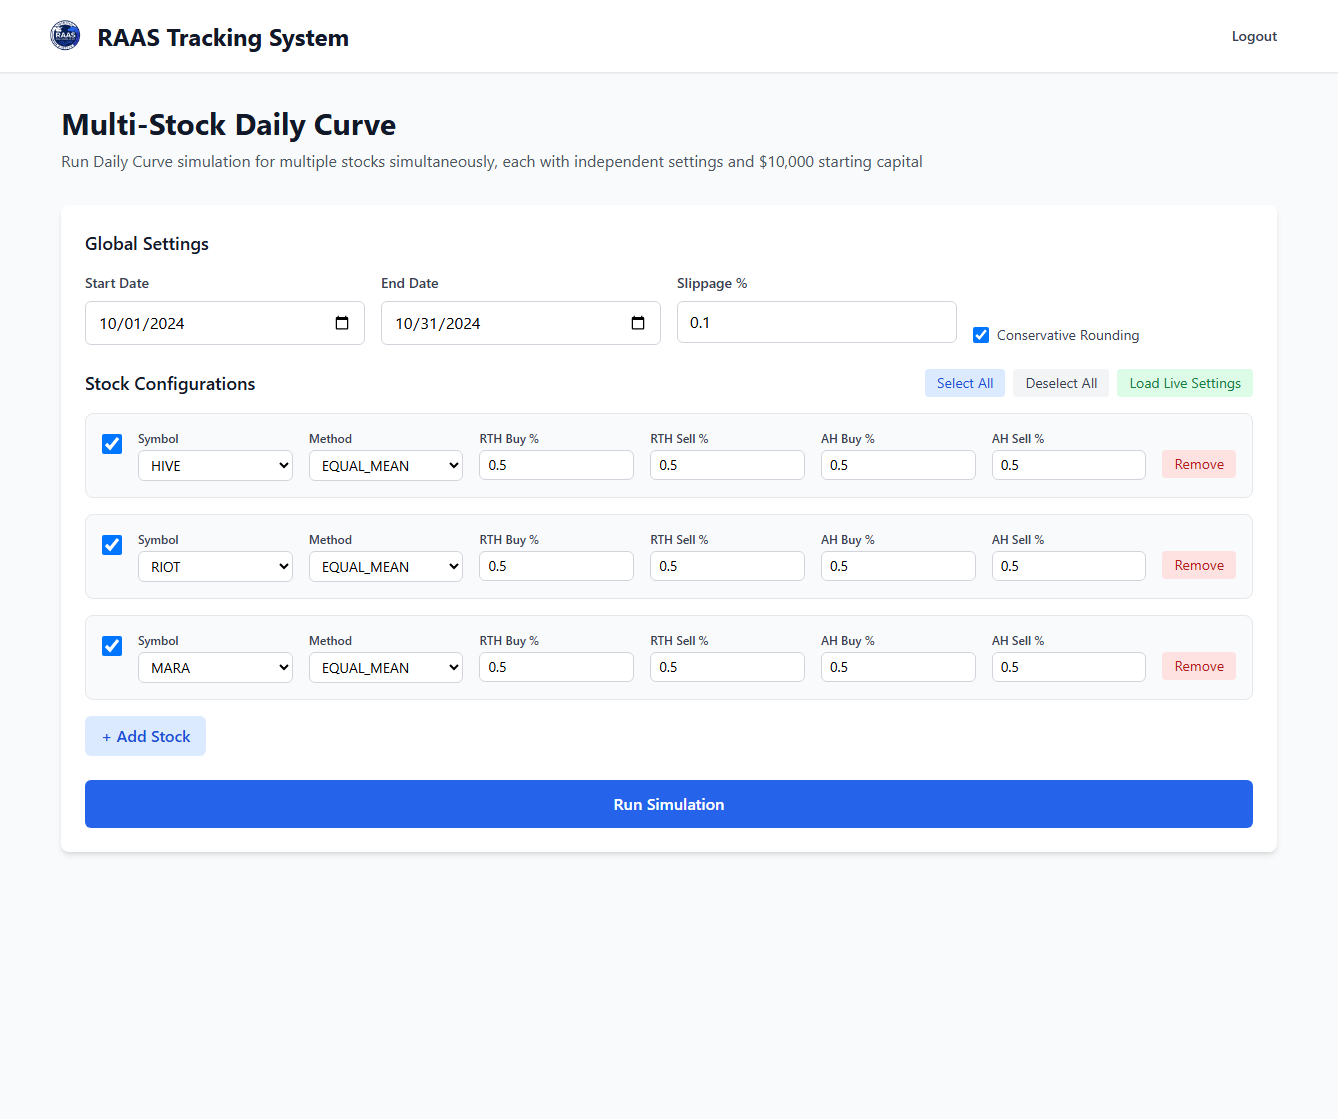 RAAS
RAAS Tracking System
Logout
Multi-Stock Daily Curve
Run Daily Curve simulation for multiple stocks simultaneously, each with independent settings and $10,000 starting capital
Global Settings
Start Date End Date Slippage %
10/01/2024 10/31/2024 0.1 Conservative Rounding
Stock Configurations Select All Deselect All Load Live Settings
Symbol Method RTH Buy % RTH Sell % AH Buy % AH Sell %
HIVE EQUAL_MEAN 0.5 0.5 0.5 0.5 Remove
Symbol Method RTH Buy % RTH Sell % AH Buy % AH Sell %
RIOT EQUAL_MEAN 0.5 0.5 0.5 0.5 Remove
Symbol Method RTH Buy % RTH Sell % AH Buy % AH Sell %
MARA EQUAL_MEAN 0.5 0.5 0.5 0.5 Remove
+ Add Stock
Run Simulation